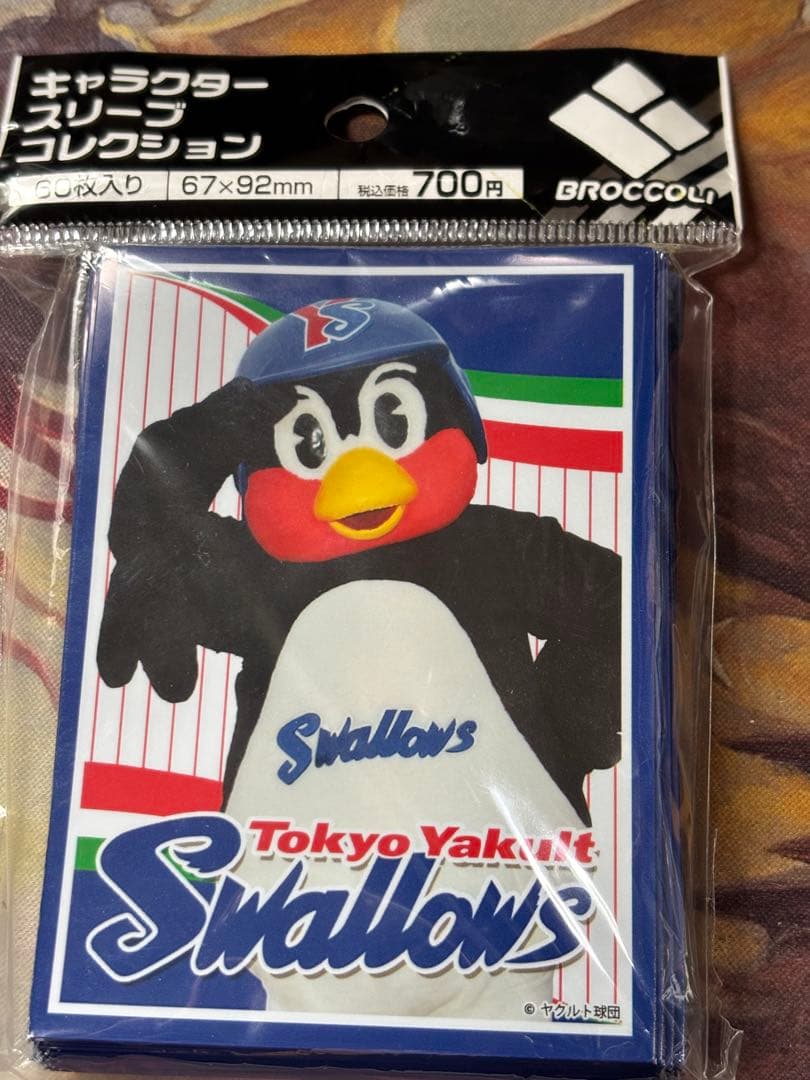 キャラクター
スリーブ
コレクション
60枚入り 67×92mm 税込価格 700円
BROCCOLI
YS
Swallows
Tokyo Yakult
Swallows
© ヤクルト球団